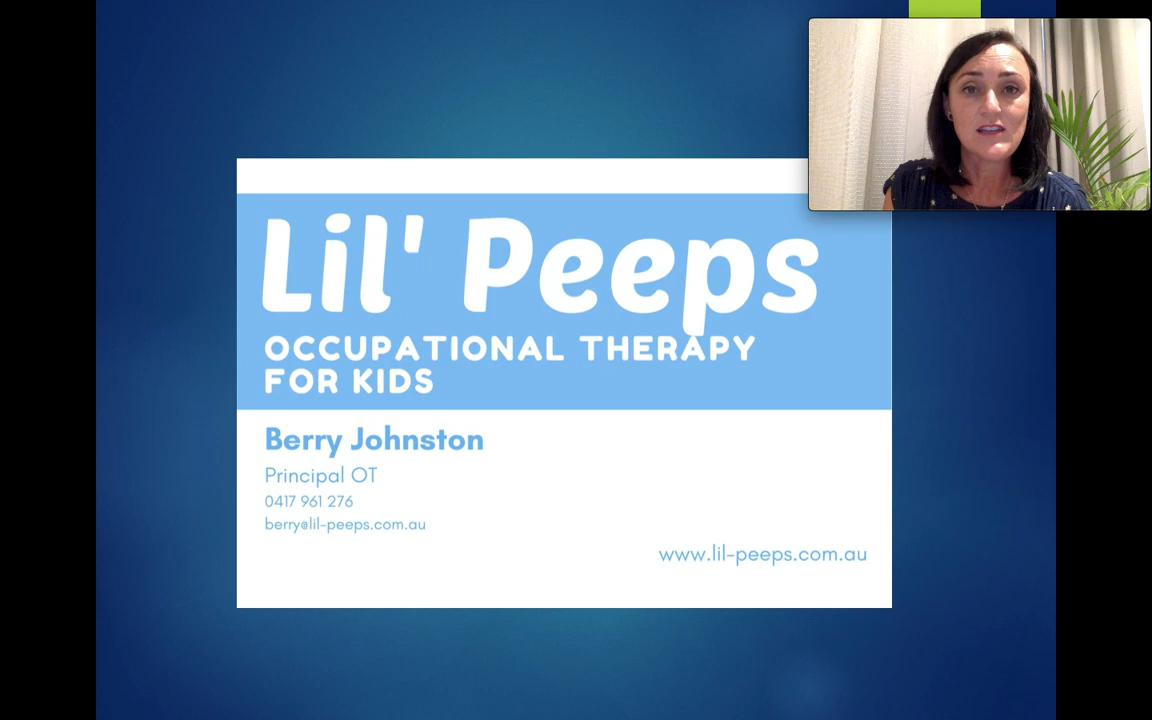 Lil' Peeps
OCCUPATIONAL THERAPY
FOR KIDS
Berry Johnston
Principal OT
0417 961 276
berry@lil-peeps.com.au
www.lil-peeps.com.au